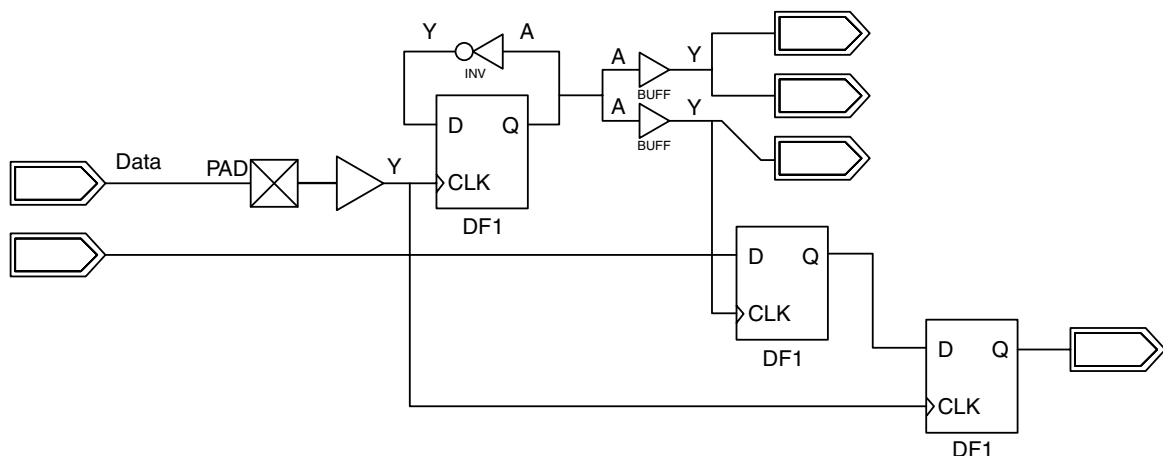 Y A
INV
A Y
BUFF
D Q
A Y
BUFF
Data PAD Y
CLK
DF1
D Q
CLK
DF1
D Q
CLK
DF1